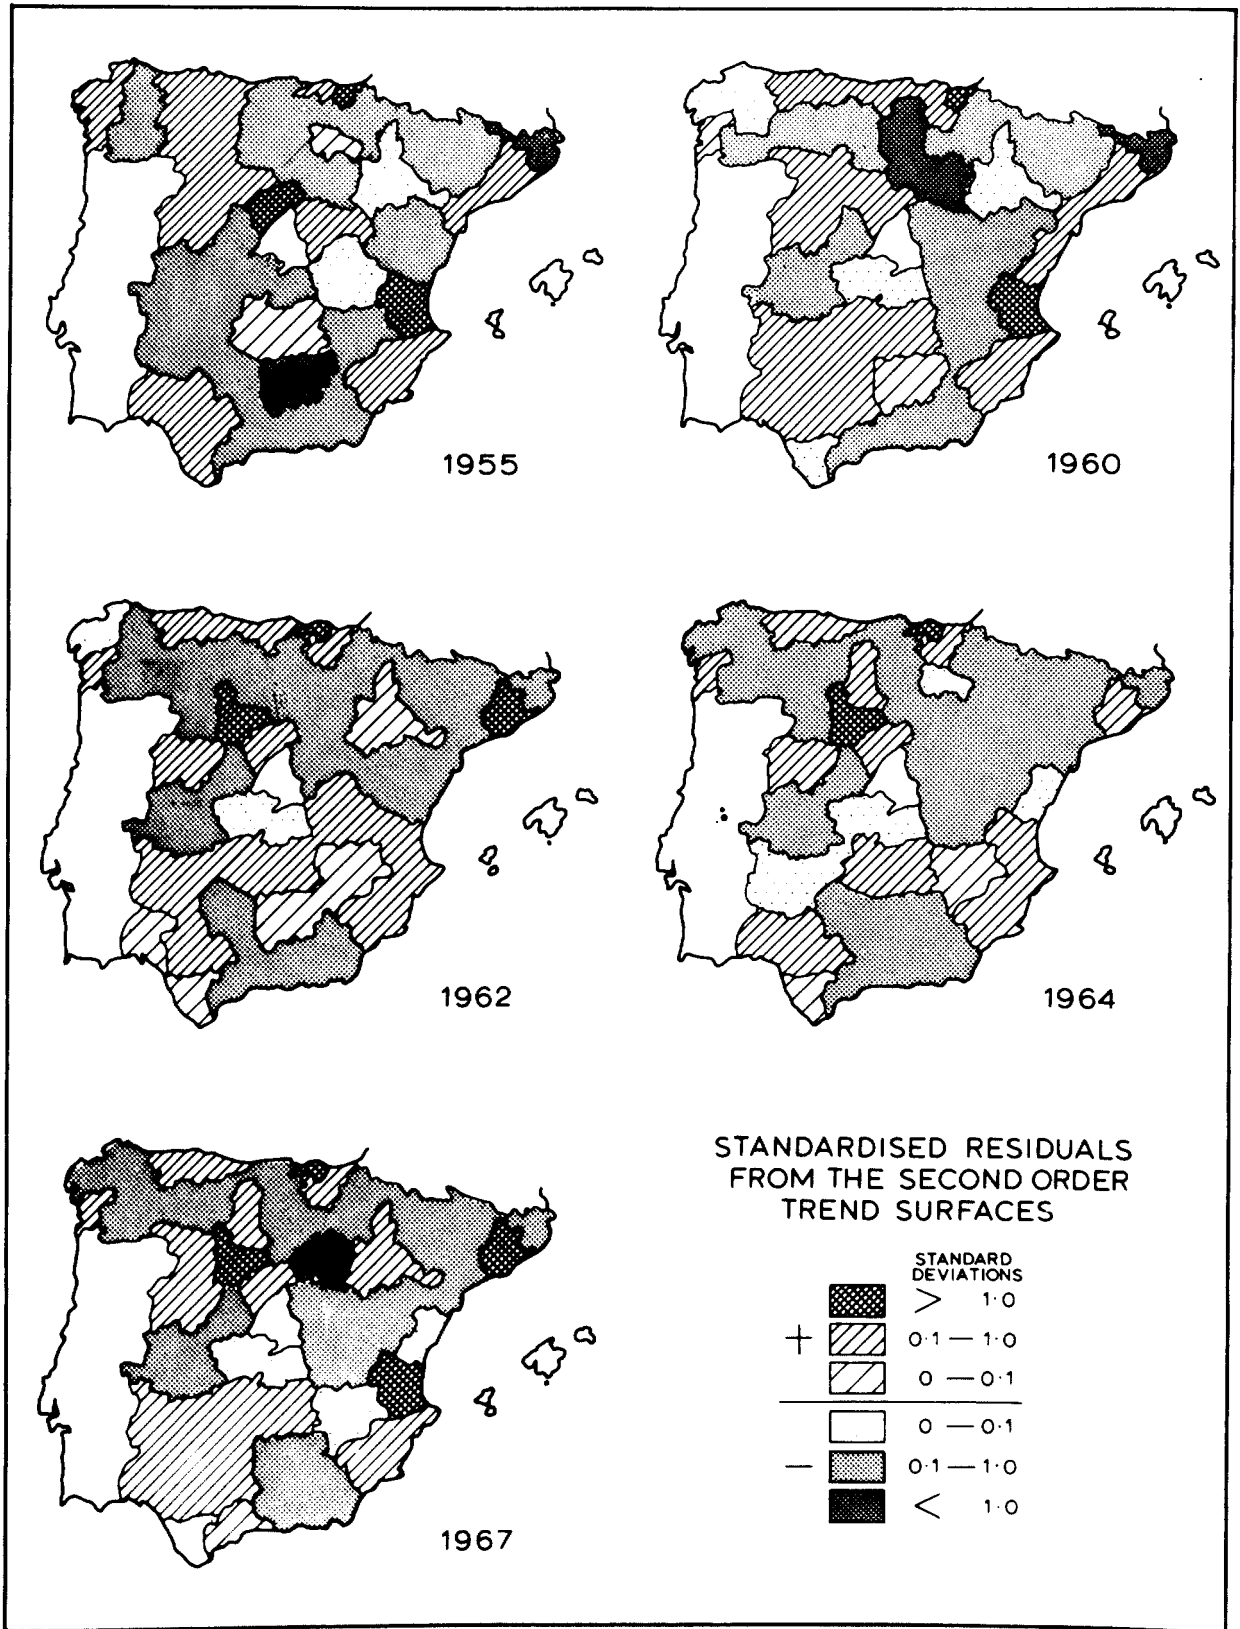 1955
1960
1962
1964
1967
STANDARDISED RESIDUALS
FROM THE SECOND ORDER
TREND SURFACES
STANDARD
DEVIATIONS
> 1·0
+ 0·1 — 1·0
0 — 0·1
0 — 0·1
— 0·1 — 1·0
< 1·0